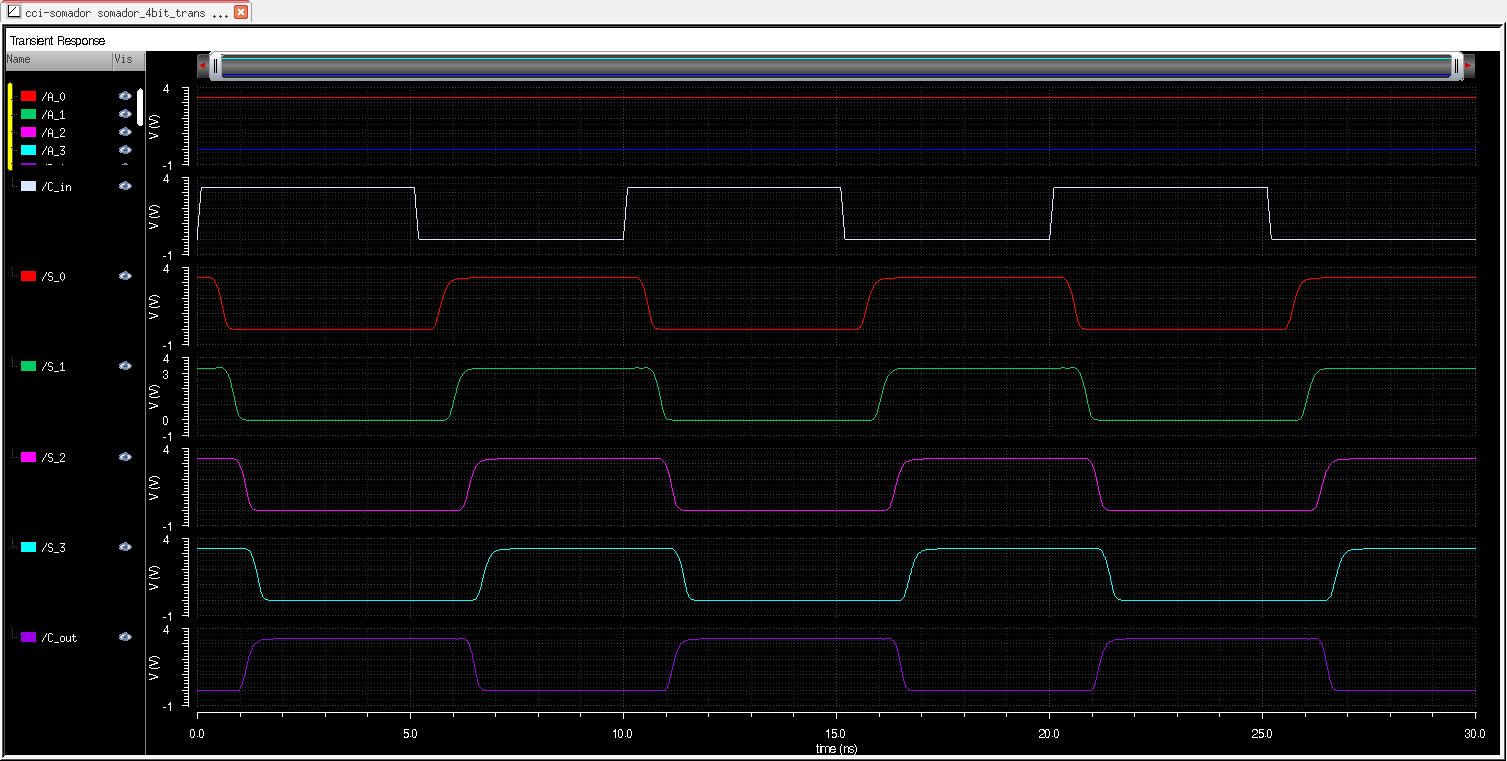 cci-somador somador_4bit_trans ...
Transient Response
Name Vis
/A_0
/A_1
/A_2
/A_3
4
V (V)
-1
/C_in
4
V (V)
-1
/S_0
4
V (V)
-1
/S_1
4
3
V (V)
0
-1
/S_2
4
V (V)
-1
/S_3
4
V (V)
-1
/C_out
4
V (V)
-1
0.0 5.0 10.0 15.0 20.0 25.0 30.0
time (ns)